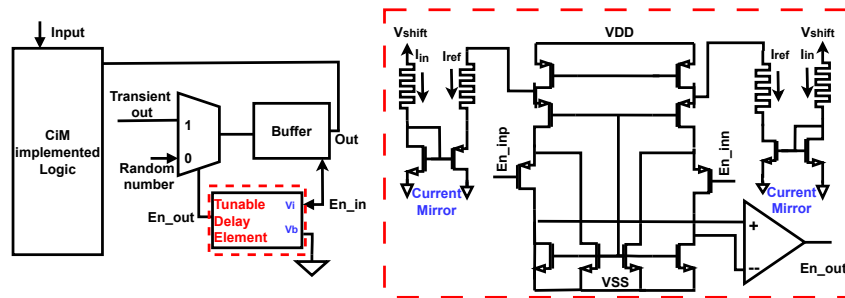 Input
CiM
implemented
Logic
Transient
out
1
0
Random
number
Buffer
Out
En_out
En_in
Tunable
Delay
Element
Vi
Vb
Vshift
Iin
Iref
VDD
Iref
Vshift
Iin
En_inp
En_inn
Current
Mirror
Current
Mirror
+
--
VSS
En_out